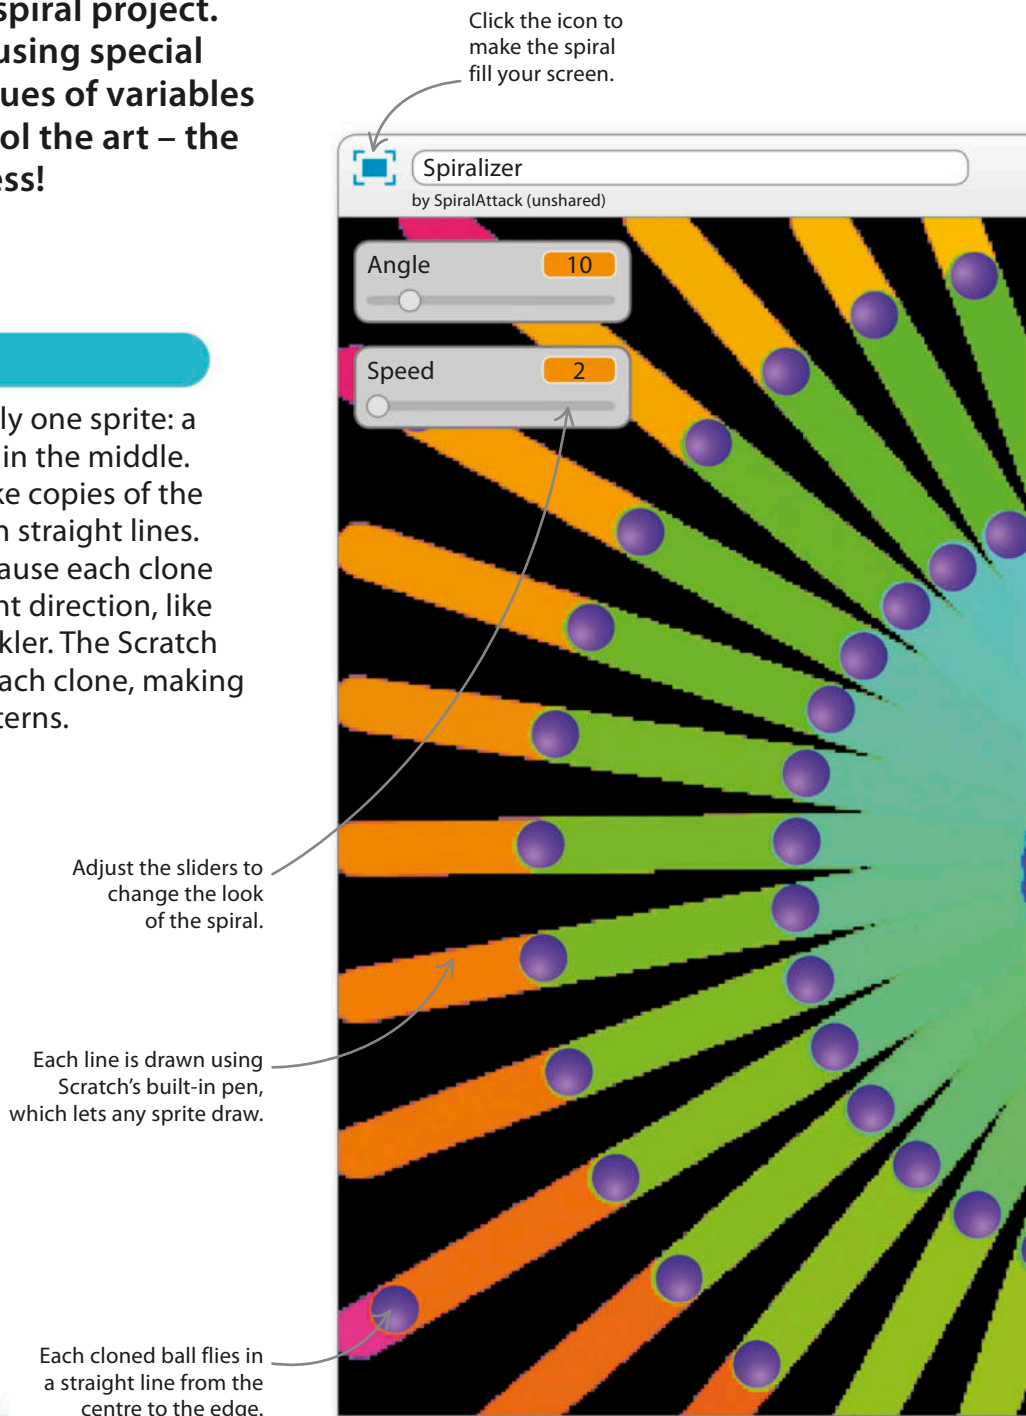 spiral project.
using special
ues of variables
ol the art – the
ess!
Click the icon to
make the spiral
fill your screen.
Spiralizer
by SpiralAttack (unshared)
Angle 10
Speed 2
ly one sprite: a
in the middle.
ke copies of the
n straight lines.
ause each clone
nt direction, like
kler. The Scratch
ach clone, making
terns.
Adjust the sliders to
change the look
of the spiral.
Each line is drawn using
Scratch’s built-in pen,
which lets any sprite draw.
Each cloned ball flies in
a straight line from the
centre to the edge.